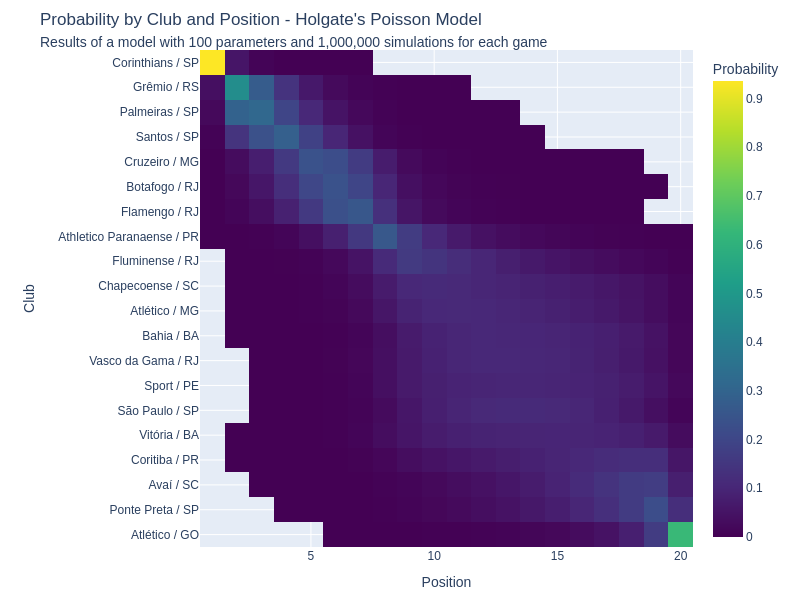 Probability by Club and Position - Holgate's Poisson Model
Results of a model with 100 parameters and 1,000,000 simulations for each game
Probability
Corinthians / SP
Grêmio / RS
Palmeiras / SP
Santos / SP
Cruzeiro / MG
Botafogo / RJ
Flamengo / RJ
Athletico Paranaense / PR
Fluminense / RJ
Chapecoense / SC
Atlético / MG
Bahia / BA
Vasco da Gama / RJ
Sport / PE
São Paulo / SP
Vitória / BA
Coritiba / PR
Avaí / SC
Ponte Preta / SP
Atlético / GO
Club
5
10
15
20
Position
0.9
0.8
0.7
0.6
0.5
0.4
0.3
0.2
0.1
0